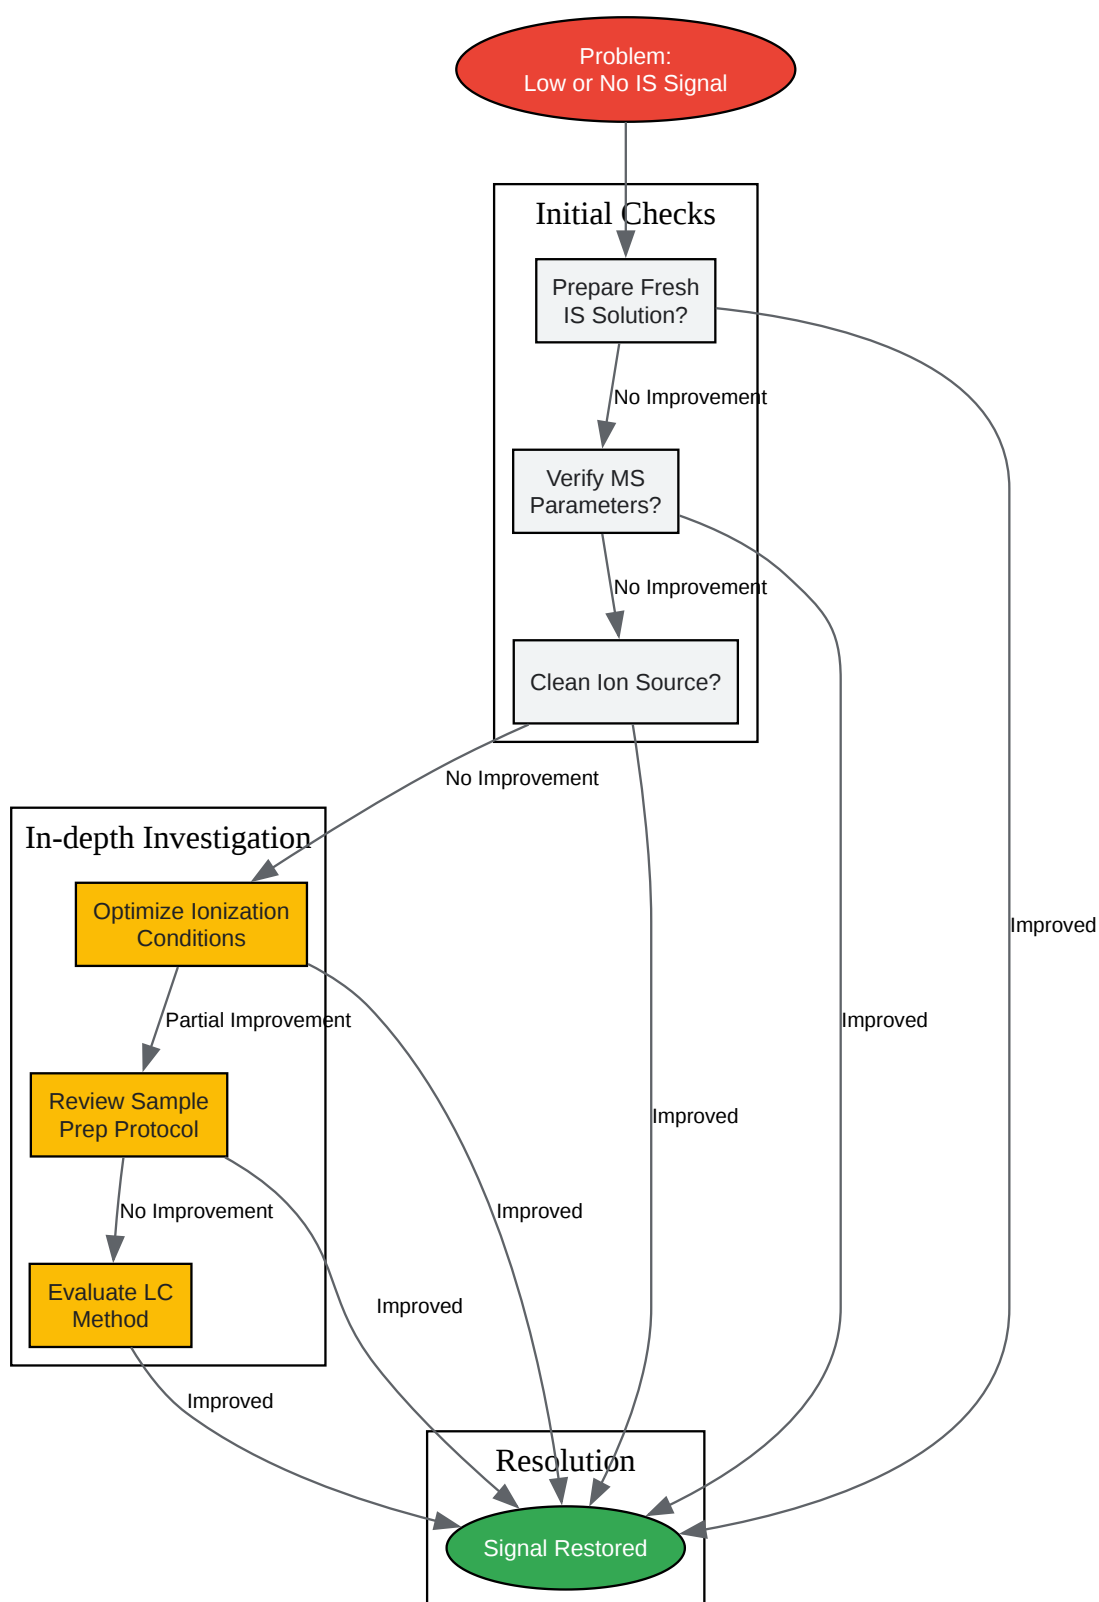 Problem:
Low or No IS Signal
Initial Checks
Prepare Fresh
IS Solution?
No Improvement
Verify MS
Parameters?
No Improvement
Clean Ion Source?
No Improvement
In-depth Investigation
Optimize Ionization
Conditions
Improved
Partial Improvement
Improved
Review Sample
Prep Protocol
Improved
No Improvement
Improved
Evaluate LC
Method
Improved
Improved
Resolution
Signal Restored